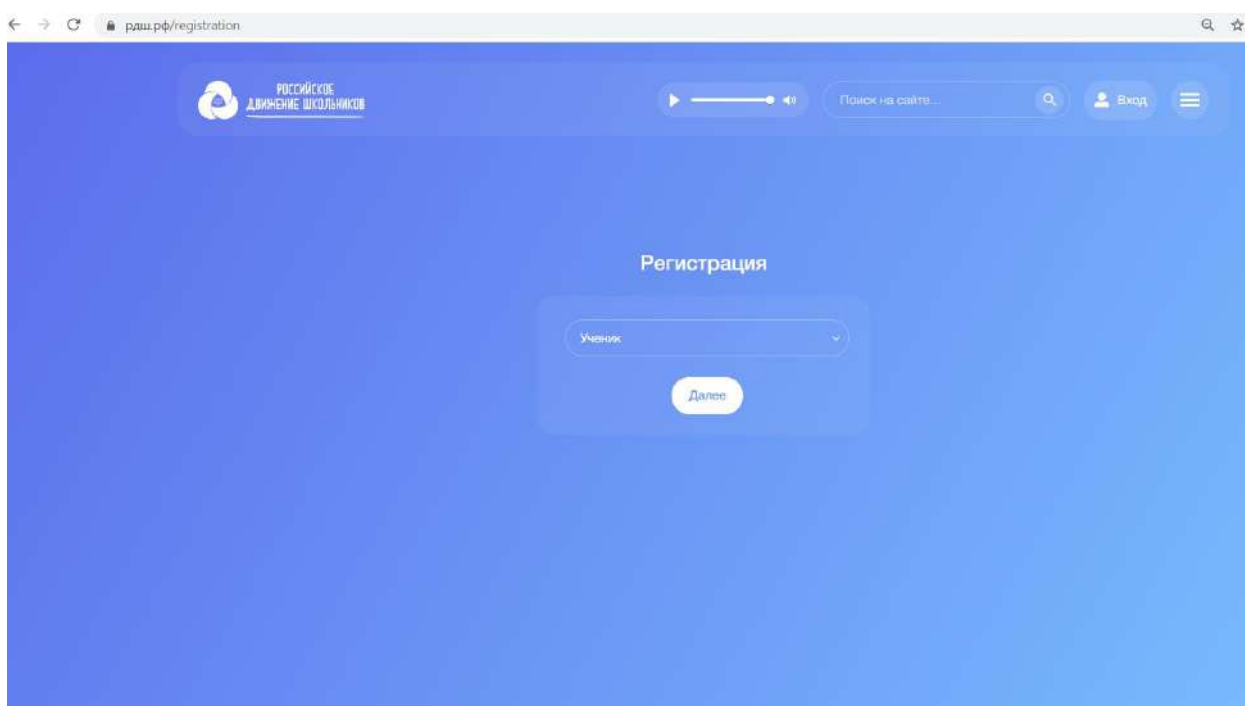 рдш.рф/registration
РОССИЙСКОЕ
ДВИЖЕНИЕ ШКОЛЬНИКОВ
Поиск на сайте...
Вход
Регистрация
Ученик
Далее